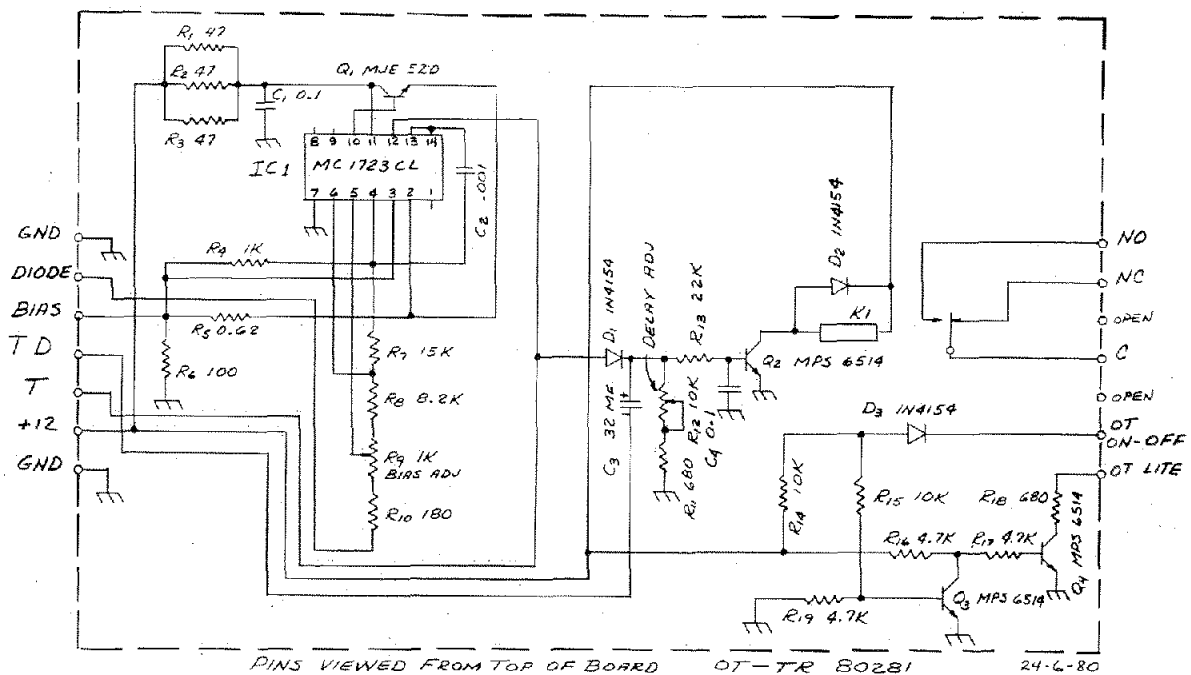 R1 47
R2 47
R3 47
C1 0.1
Q1 MJE 520
8 9 10 11 12 13 14
IC1
MC1723CL
7 6 5 4 3 2 1
C2 .001
GND
DIODE
BIAS
TD
T
+12
GND
R4 1K
R5 0.62
R6 100
R7 15K
R8 8.2K
R9 1K
BIAS ADJ
R10 180
D1 1N4154
C3 32 MF
+
DELAY ADJ
R12 10K
R11 680
R13 22K
C4 0.1
Q2 MPS 6514
D2 1N4154
K1
NO
NC
OPEN
C
OPEN
OT
ON-OFF
OT LITE
D3 1N4154
R14 10K
R15 10K
R16 4.7K
R17 4.7K
R18 680
Q4 MPS 6514
Q3 MPS 6514
R19 4.7K
PINS VIEWED FROM TOP OF BOARD
OT-TR 80281
24-6-80